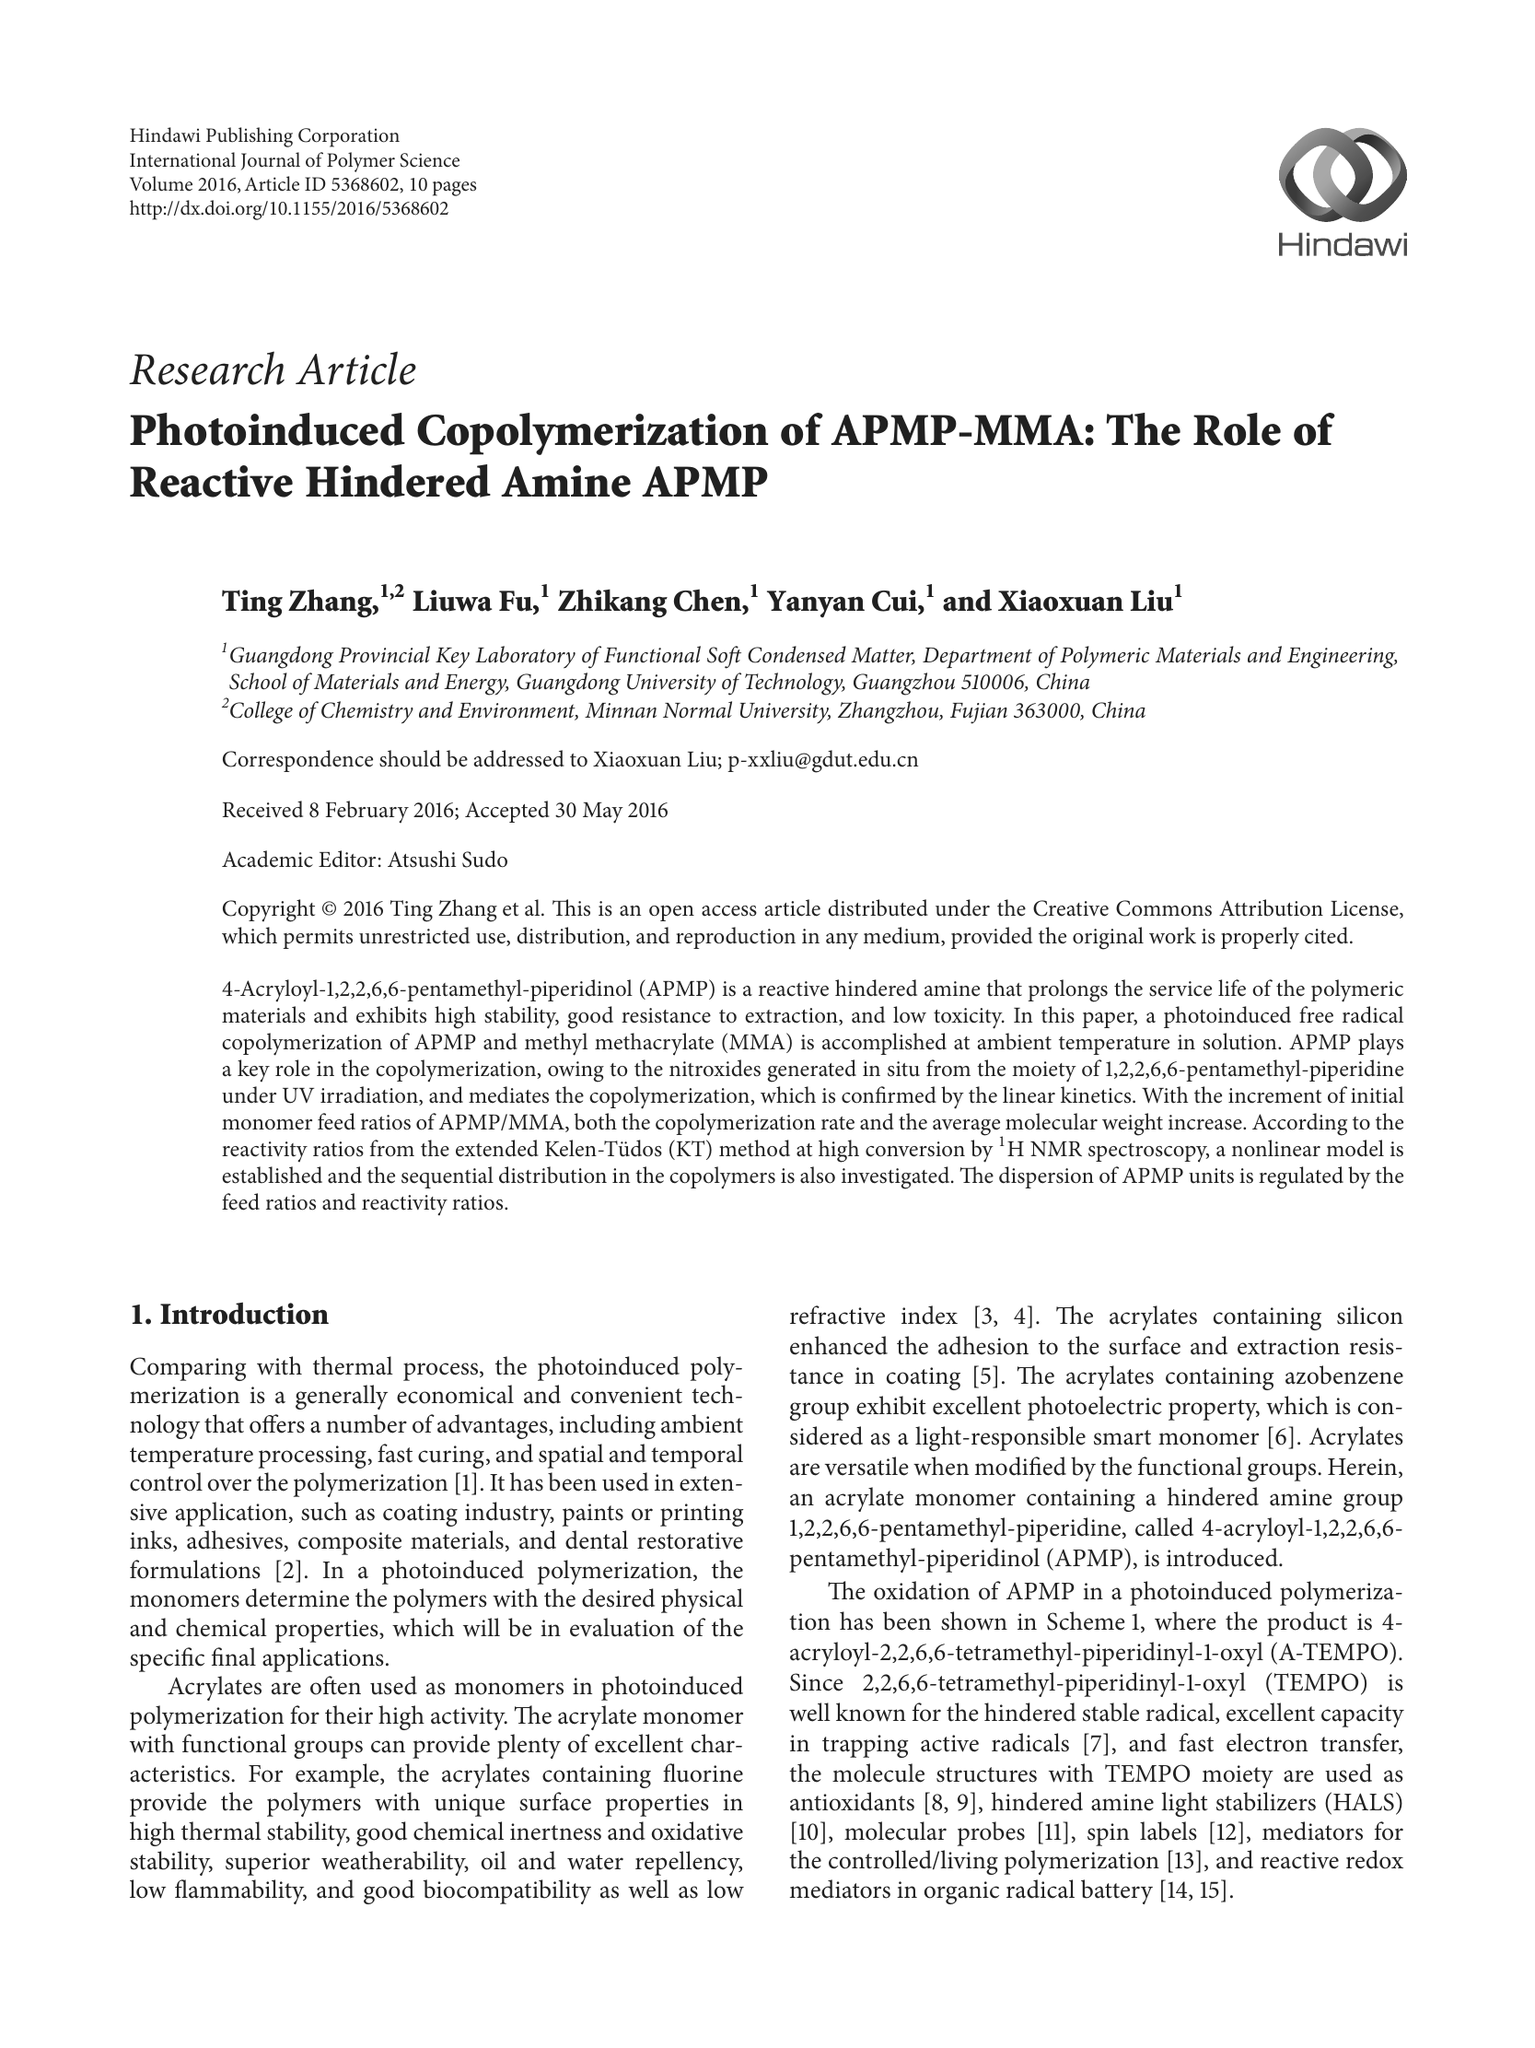 Hindawi Publishing Corporation
International Journal of Polymer Science
Volume 2016, Article ID 5368602, 10 pages
http://dx.doi.org/10.1155/2016/5368602
Hindawi
Research Article
Photoinduced Copolymerization of APMP-MMA: The Role of
Reactive Hindered Amine APMP
Ting Zhang,1,2 Liuwa Fu,1 Zhikang Chen,1 Yanyan Cui,1 and Xiaoxuan Liu1
1Guangdong Provincial Key Laboratory of Functional Soft Condensed Matter, Department of Polymeric Materials and Engineering,
School of Materials and Energy, Guangdong University of Technology, Guangzhou 510006, China
2College of Chemistry and Environment, Minnan Normal University, Zhangzhou, Fujian 363000, China
Correspondence should be addressed to Xiaoxuan Liu; p-xxliu@gdut.edu.cn
Received 8 February 2016; Accepted 30 May 2016
Academic Editor: Atsushi Sudo
Copyright © 2016 Ting Zhang et al. This is an open access article distributed under the Creative Commons Attribution License,
which permits unrestricted use, distribution, and reproduction in any medium, provided the original work is properly cited.
4-Acryloyl-1,2,2,6,6-pentamethyl-piperidinol (APMP) is a reactive hindered amine that prolongs the service life of the polymeric
materials and exhibits high stability, good resistance to extraction, and low toxicity. In this paper, a photoinduced free radical
copolymerization of APMP and methyl methacrylate (MMA) is accomplished at ambient temperature in solution. APMP plays
a key role in the copolymerization, owing to the nitroxides generated in situ from the moiety of 1,2,2,6,6-pentamethyl-piperidine
under UV irradiation, and mediates the copolymerization, which is confirmed by the linear kinetics. With the increment of initial
monomer feed ratios of APMP/MMA, both the copolymerization rate and the average molecular weight increase. According to the
reactivity ratios from the extended Kelen-Tüdos (KT) method at high conversion by 1H NMR spectroscopy, a nonlinear model is
established and the sequential distribution in the copolymers is also investigated. The dispersion of APMP units is regulated by the
feed ratios and reactivity ratios.
1. Introduction
Comparing with thermal process, the photoinduced poly-
merization is a generally economical and convenient tech-
nology that offers a number of advantages, including ambient
temperature processing, fast curing, and spatial and temporal
control over the polymerization [1]. It has been used in exten-
sive application, such as coating industry, paints or printing
inks, adhesives, composite materials, and dental restorative
formulations [2]. In a photoinduced polymerization, the
monomers determine the polymers with the desired physical
and chemical properties, which will be in evaluation of the
specific final applications.
Acrylates are often used as monomers in photoinduced
polymerization for their high activity. The acrylate monomer
with functional groups can provide plenty of excellent char-
acteristics. For example, the acrylates containing fluorine
provide the polymers with unique surface properties in
high thermal stability, good chemical inertness and oxidative
stability, superior weatherability, oil and water repellency,
low flammability, and good biocompatibility as well as low
refractive index [3, 4]. The acrylates containing silicon
enhanced the adhesion to the surface and extraction resis-
tance in coating [5]. The acrylates containing azobenzene
group exhibit excellent photoelectric property, which is con-
sidered as a light-responsible smart monomer [6]. Acrylates
are versatile when modified by the functional groups. Herein,
an acrylate monomer containing a hindered amine group
1,2,2,6,6-pentamethyl-piperidine, called 4-acryloyl-1,2,2,6,6-
pentamethyl-piperidinol (APMP), is introduced.
The oxidation of APMP in a photoinduced polymeriza-
tion has been shown in Scheme 1, where the product is 4-
acryloyl-2,2,6,6-tetramethyl-piperidinyl-1-oxyl (A-TEMPO).
Since 2,2,6,6-tetramethyl-piperidinyl-1-oxyl (TEMPO) is
well known for the hindered stable radical, excellent capacity
in trapping active radicals [7], and fast electron transfer,
the molecule structures with TEMPO moiety are used as
antioxidants [8, 9], hindered amine light stabilizers (HALS)
[10], molecular probes [11], spin labels [12], mediators for
the controlled/living polymerization [13], and reactive redox
mediators in organic radical battery [14, 15].